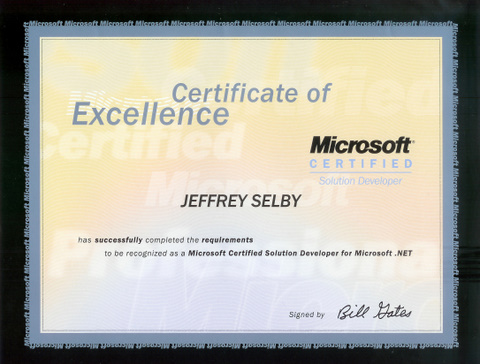 Certificate of
Excellence
Microsoft
CERTIFIED
Solution Developer
JEFFREY SELBY
has successfully completed the requirements
to be recognized as a Microsoft Certified Solution Developer for Microsoft .NET
Signed by Bill Gates